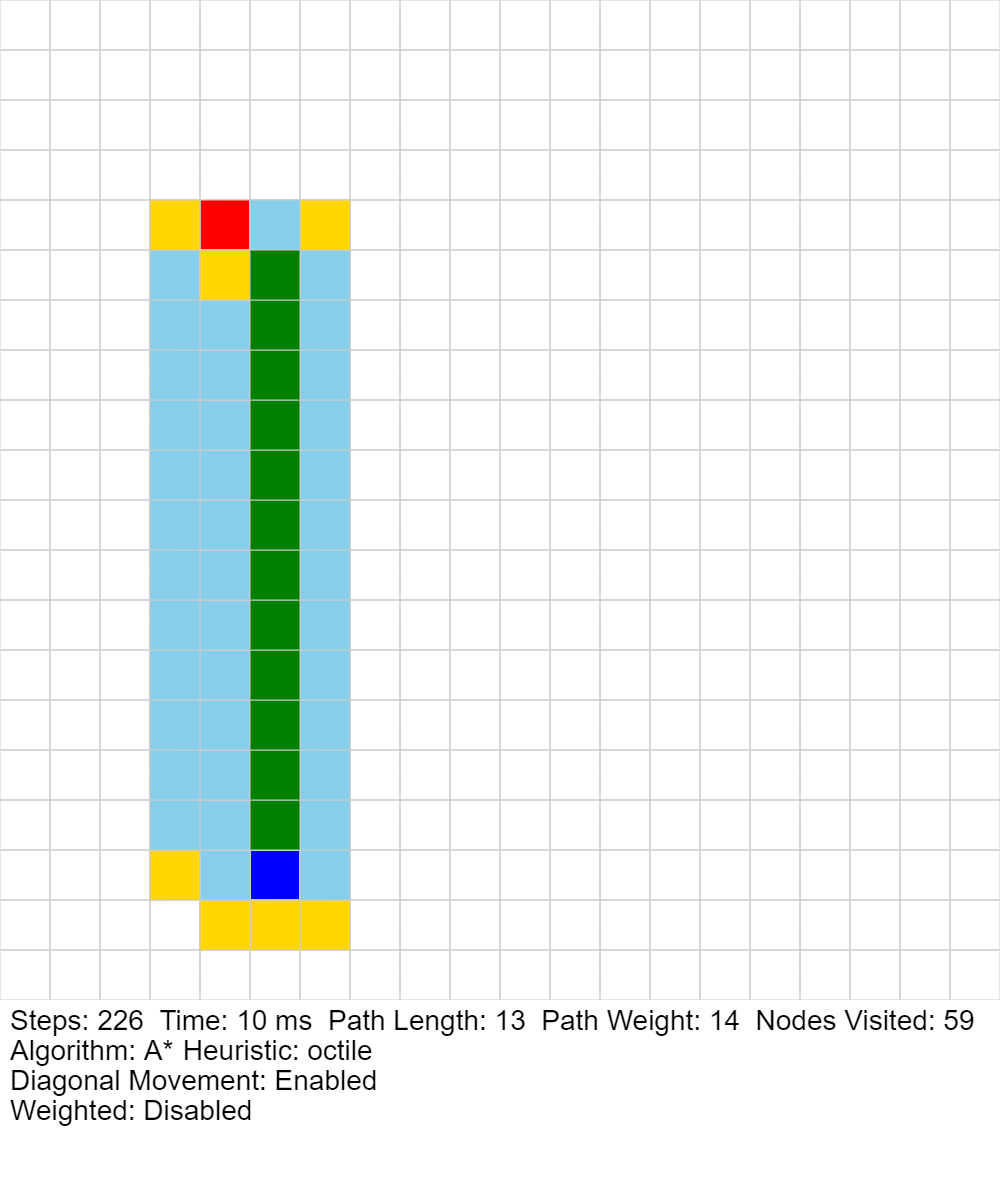 Steps: 226  Time: 10 ms  Path Length: 13  Path Weight: 14  Nodes Visited: 59
Algorithm: A* Heuristic: octile
Diagonal Movement: Enabled
Weighted: Disabled